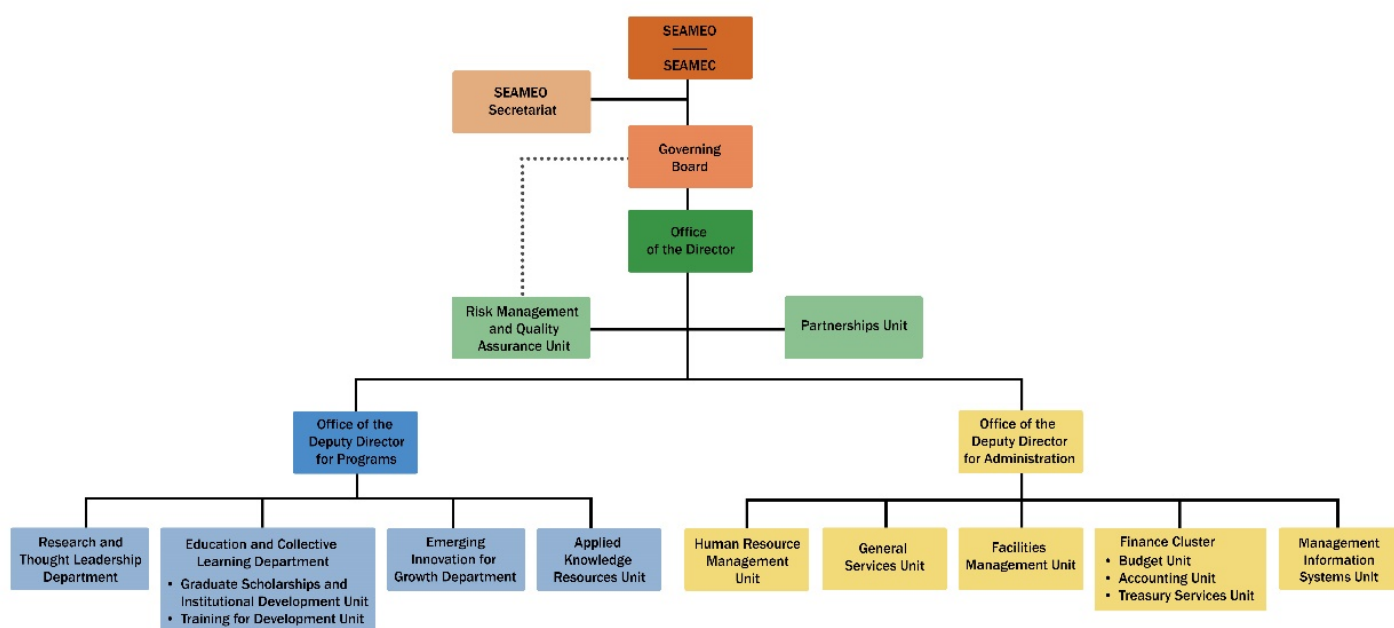 SEAMEO
SEAMEC
SEAMEO
Secretariat
Governing
Board
Office
of the Director
Risk Management
and Quality
Assurance Unit
Partnerships Unit
Office of the
Deputy Director
for Programs
Office of the
Deputy Director
for Administration
Research and
Thought Leadership
Department
Education and Collective
Learning Department
• Graduate Scholarships and
Institutional Development Unit
• Training for Development Unit
Emerging
Innovation for
Growth Department
Applied
Knowledge
Resources Unit
Human Resource
Management
Unit
General
Services Unit
Facilities
Management Unit
Finance Cluster
• Budget Unit
• Accounting Unit
• Treasury Services Unit
Management
Information
Systems Unit